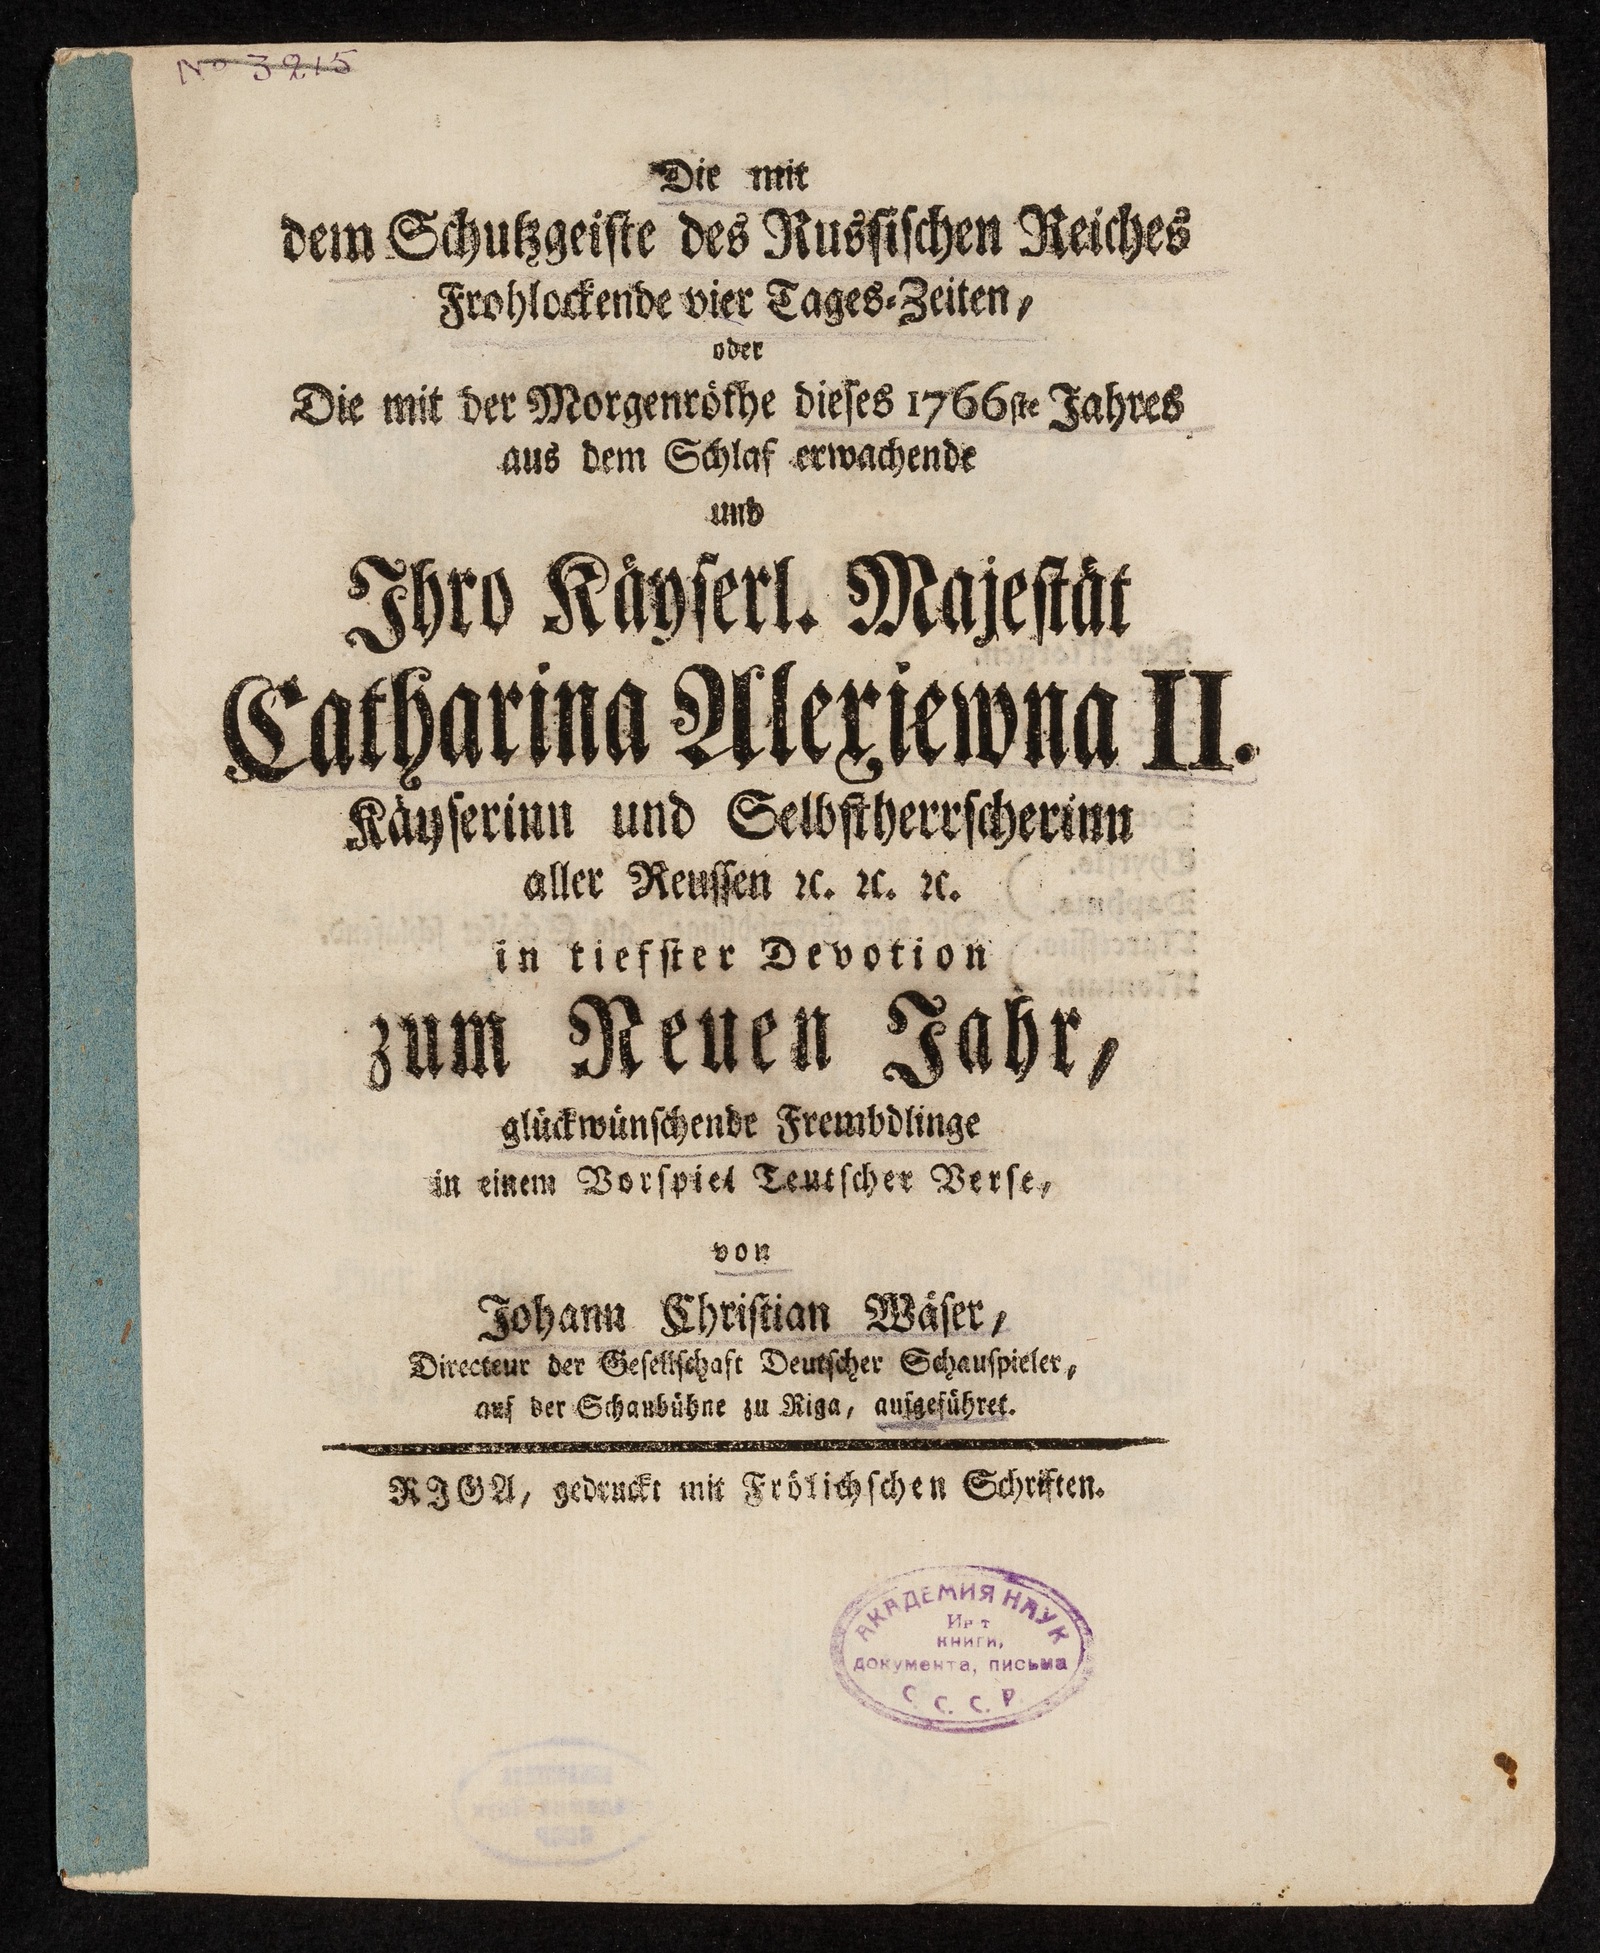 No 3215
Die mit
dem Schutzgeiste des Russischen Reiches
Frohlockende vier Tages-Zeiten,
oder
Die mit der Morgenröthe dieses 1766ste Jahres
aus dem Schlaf erwachende
und
Ihro Käyserl. Majestät
Catharina Alexiewna II.
Käyserinn und Selbstherrscherinn
aller Reussen ꝛc. ꝛc. ꝛc.
in tiefster Devotion
zum Neuen Jahr,
glückwünschende Frembdlinge
in einem Vorspiel Teutscher Verse,
von
Johann Christian Wäser,
Directeur der Gesellschaft Deutscher Schauspieler,
auf der Schaubühne zu Riga, aufgeführet.
RIGA, gedruckt mit Frölichschen Schriften.
АКАДЕМИЯ НАУК
Ин т
книги,
документа, письма
С. С. С. Р.